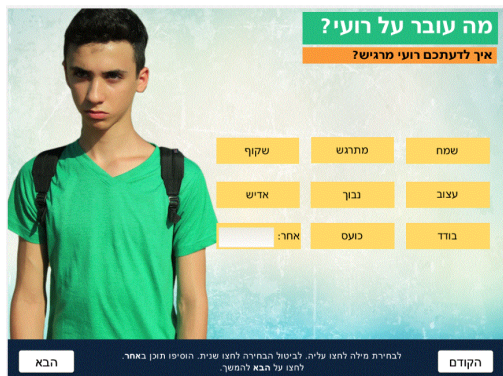 מה עובר על רועי?
איך לדעתכם רועי מרגיש?
שמח
מתרגש
שקוף
עצוב
נבוך
אדיש
בודד
כועס
אחר:
לבחירת מילה לחצו עליה. לביטול הבחירה לחצו שנית. הוסיפו תוכן באחר.
לחצו על הבא להמשך.
הקודם
הבא